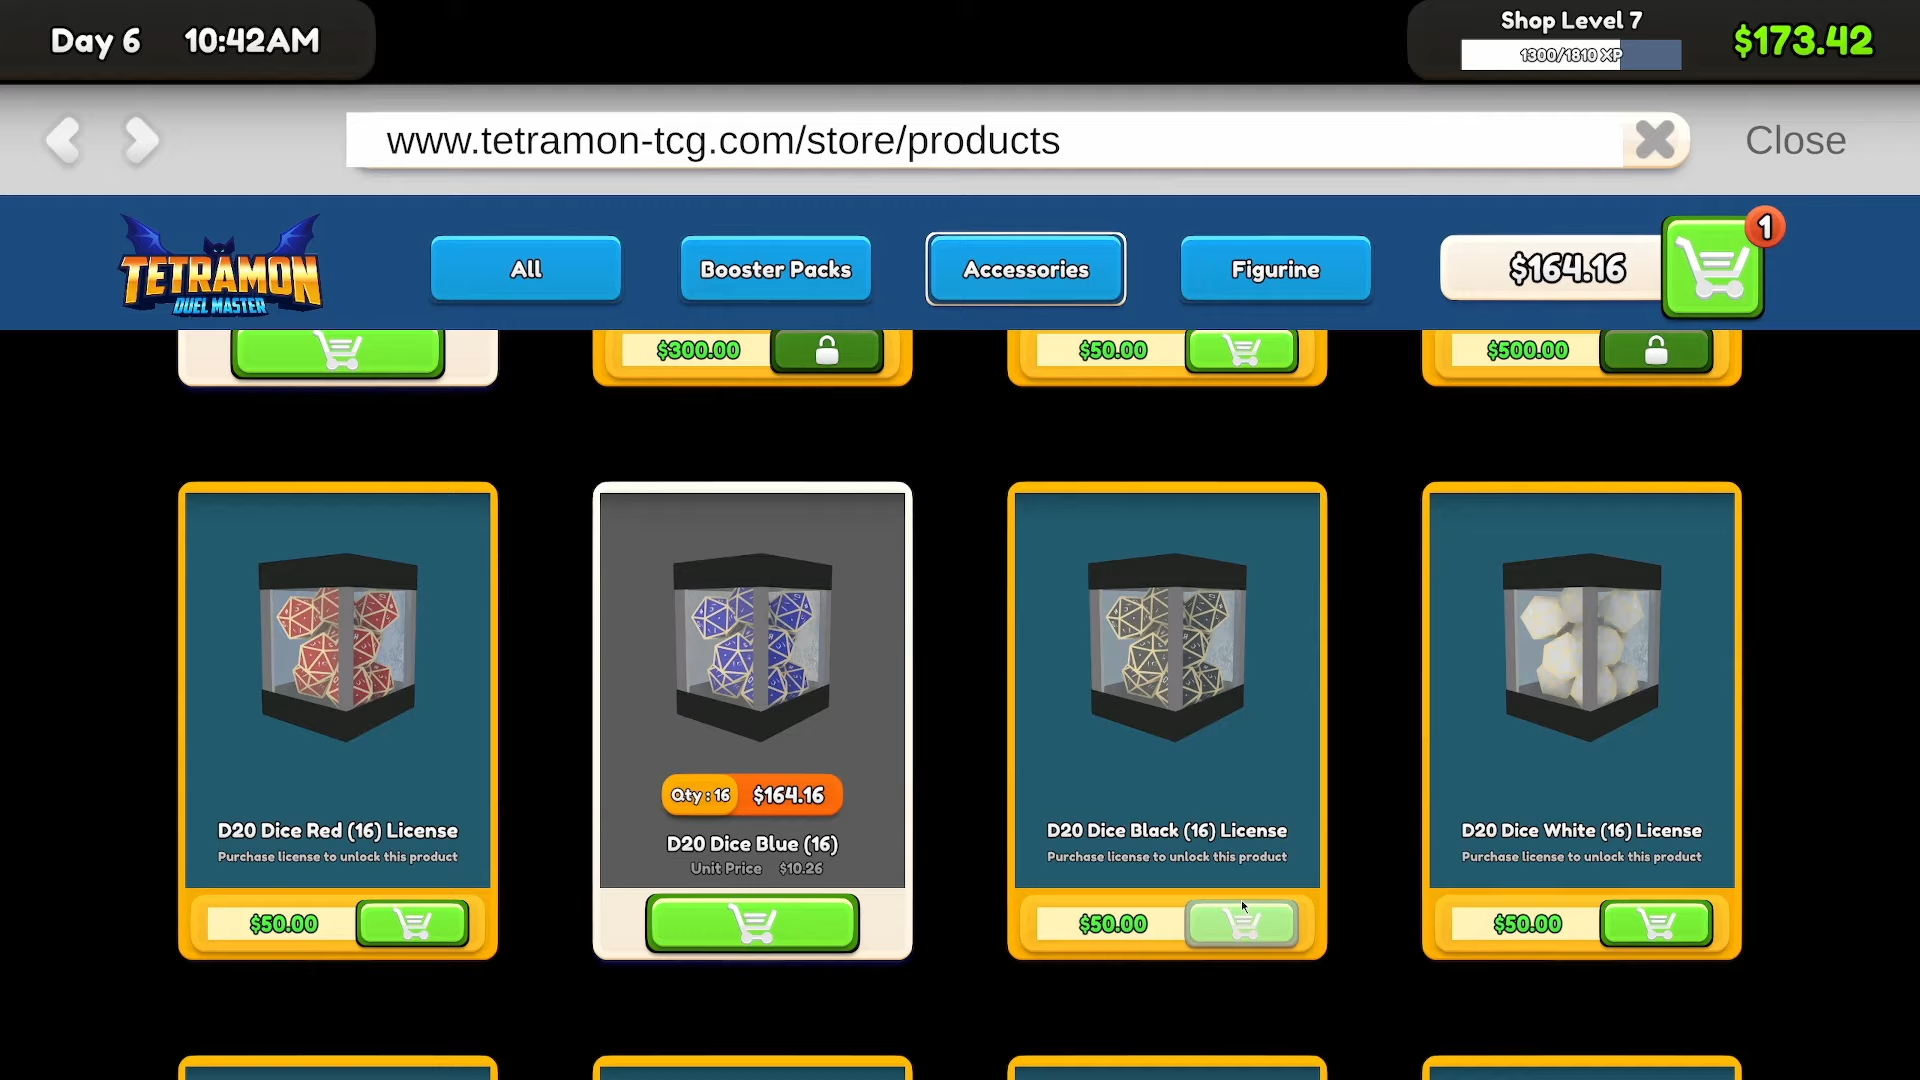 Day 6 10:42AM
Shop Level 7
1300/1810 XP
$173.42
www.tetramon-tcg.com/store/products
Close
TETRAMON
DUEL MASTER
All
Booster Packs
Accessories
Figurine
$164.16
1
$300.00
$50.00
$500.00
D20 Dice Red (16) License
Purchase license to unlock this product
$50.00
Qty : 16 $164.16
D20 Dice Blue (16)
Unit Price $10.26
D20 Dice Black (16) License
Purchase license to unlock this product
$50.00
D20 Dice White (16) License
Purchase license to unlock this product
$50.00